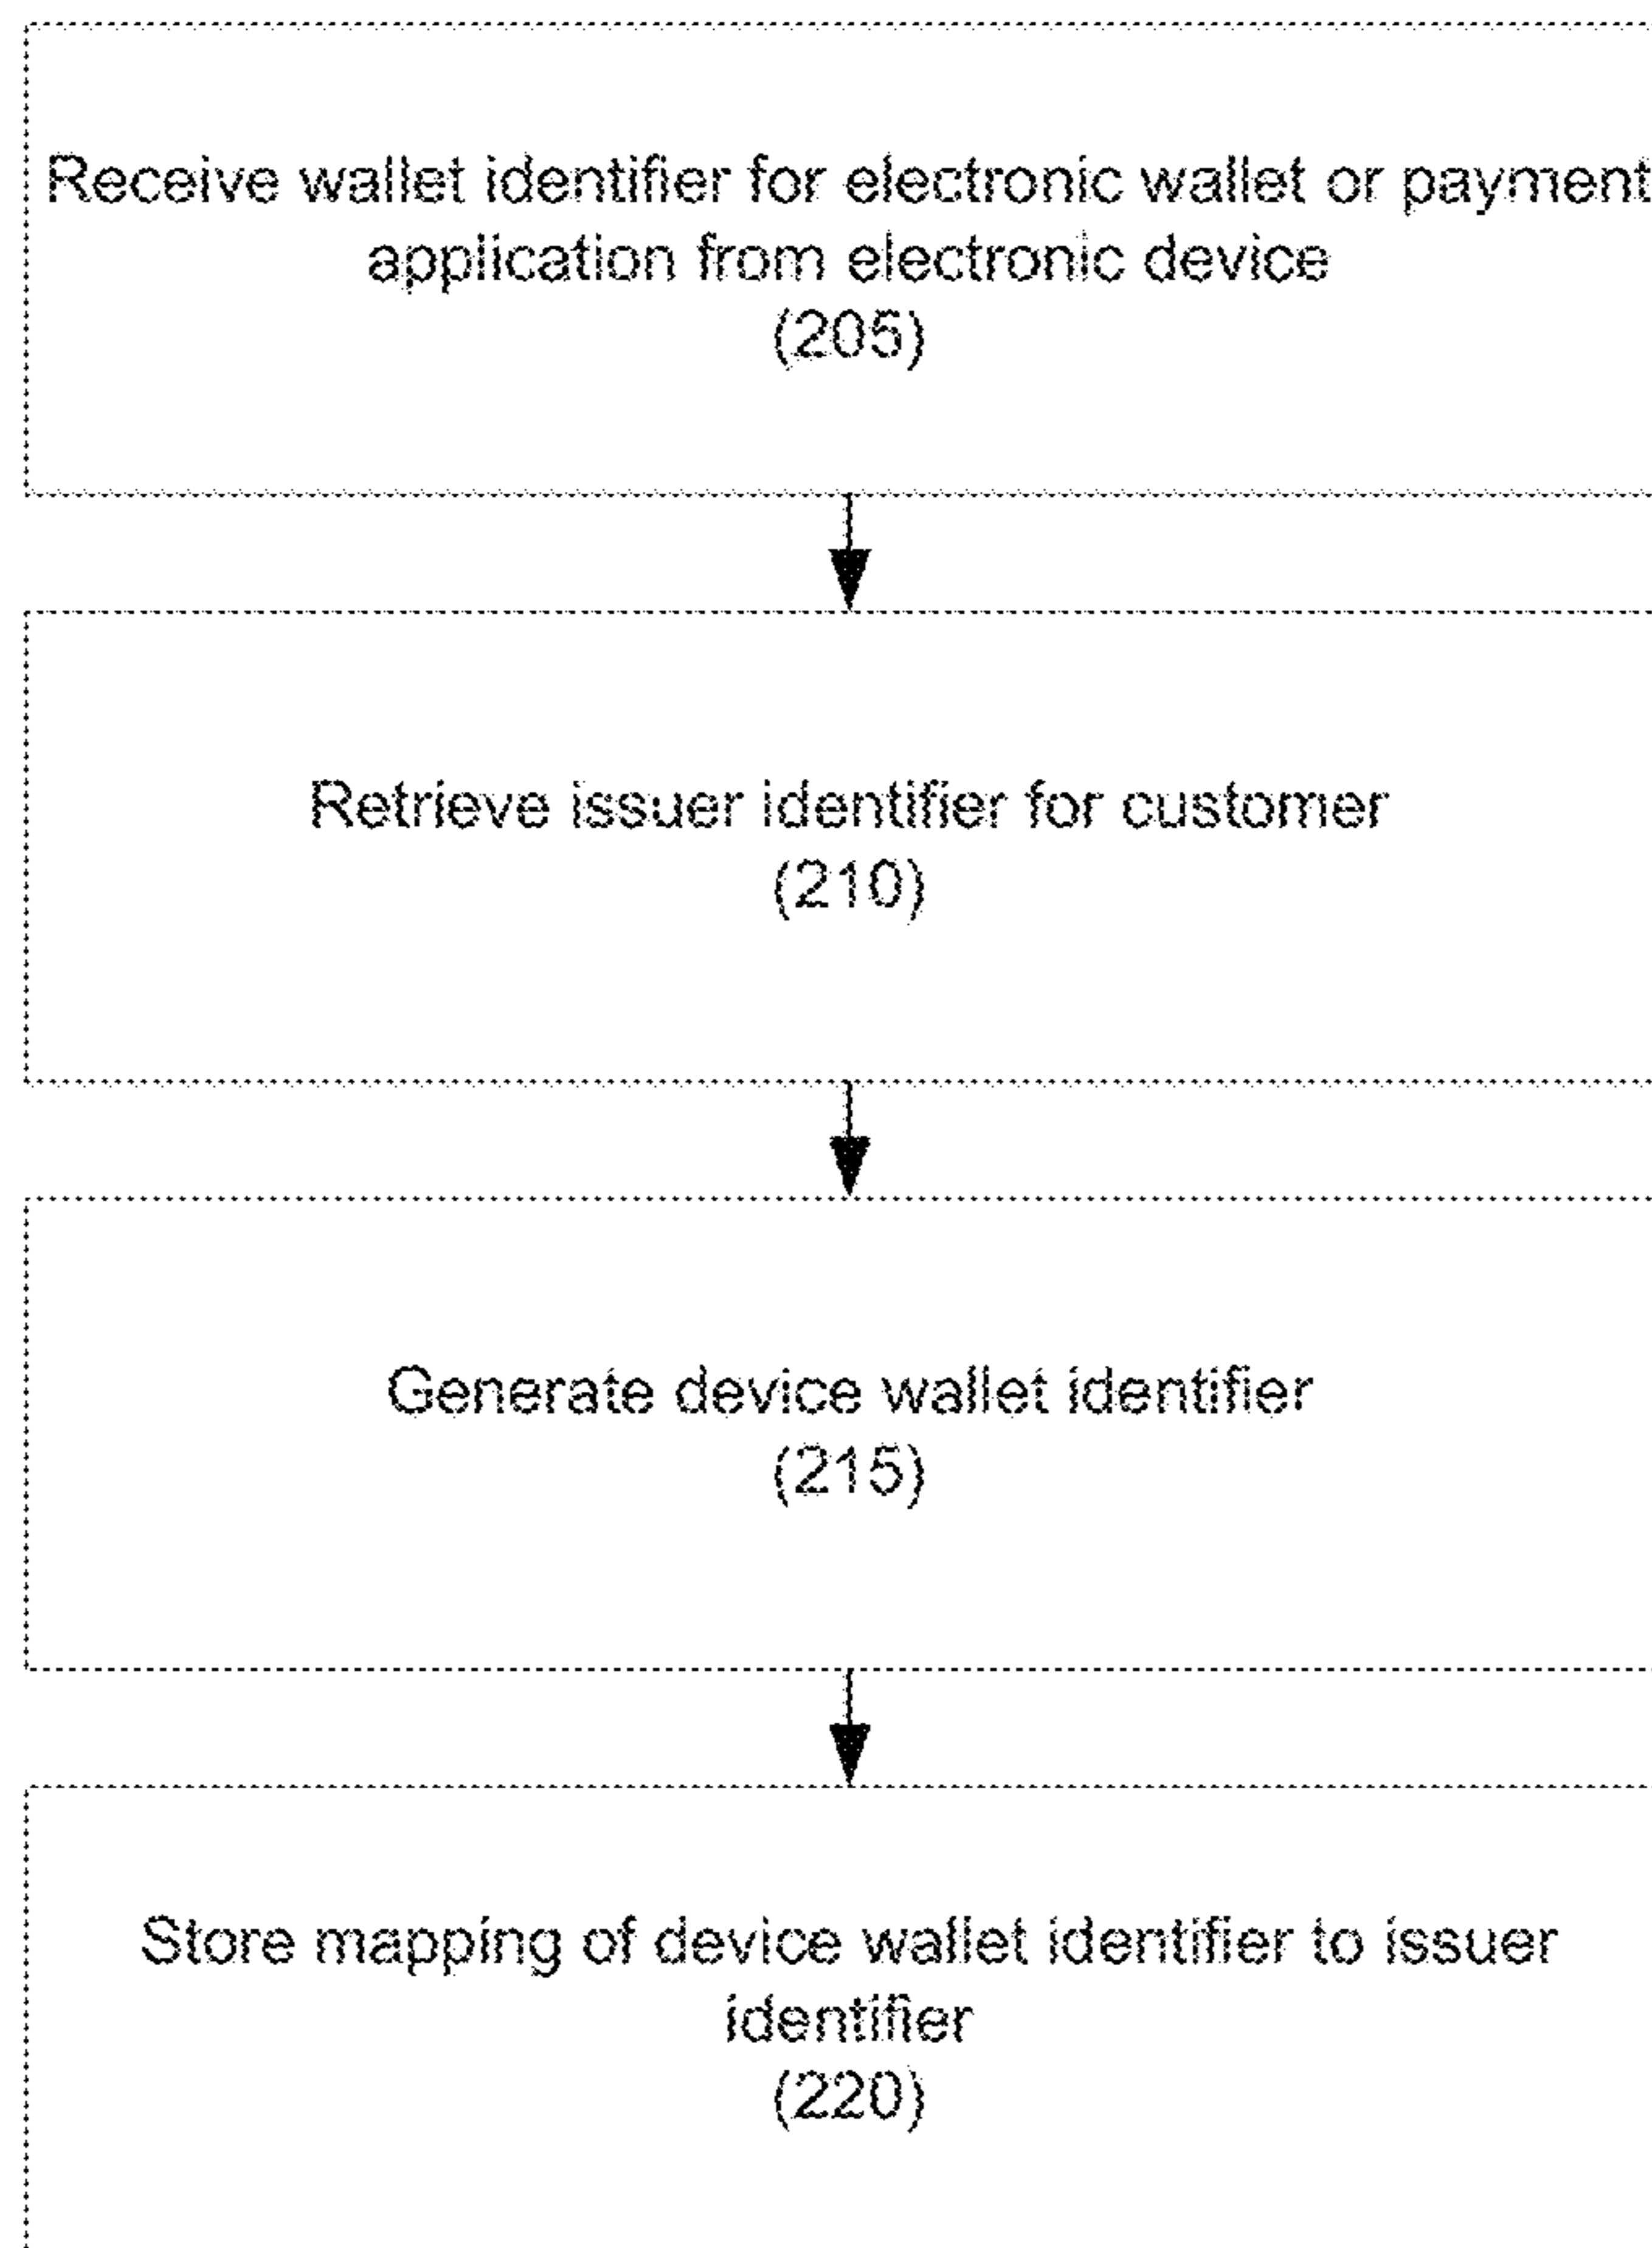 Receive wallet identifier for electronic wallet or payment
application from electronic device
(205)
Retrieve issuer identifier for customer
(210)
Generate device wallet identifier
(215)
Store mapping of device wallet identifier to issuer
identifier
(220)